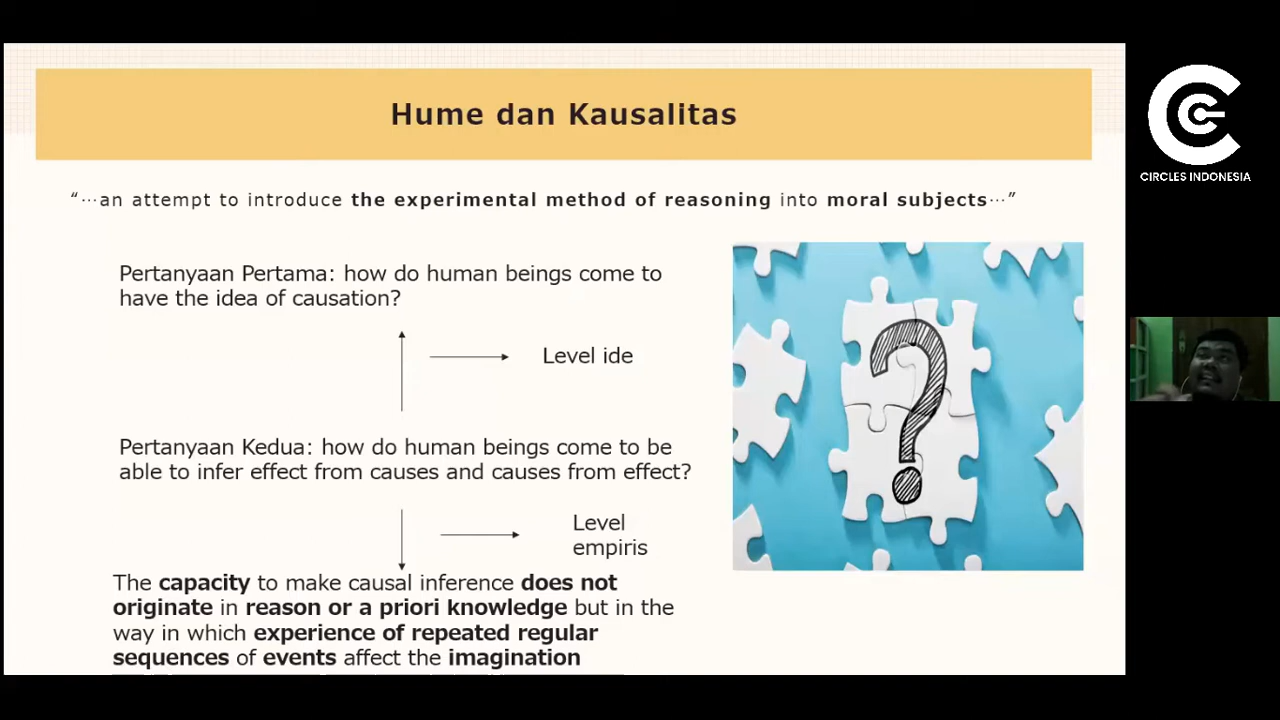 Hume dan Kausalitas
“…an attempt to introduce the experimental method of reasoning into moral subjects…”
Pertanyaan Pertama: how do human beings come to
have the idea of causation?
Level ide
Pertanyaan Kedua: how do human beings come to be
able to infer effect from causes and causes from effect?
Level
empiris
The capacity to make causal inference does not
originate in reason or a priori knowledge but in the
way in which experience of repeated regular
sequences of events affect the imagination
?
CIRCLES INDONESIA